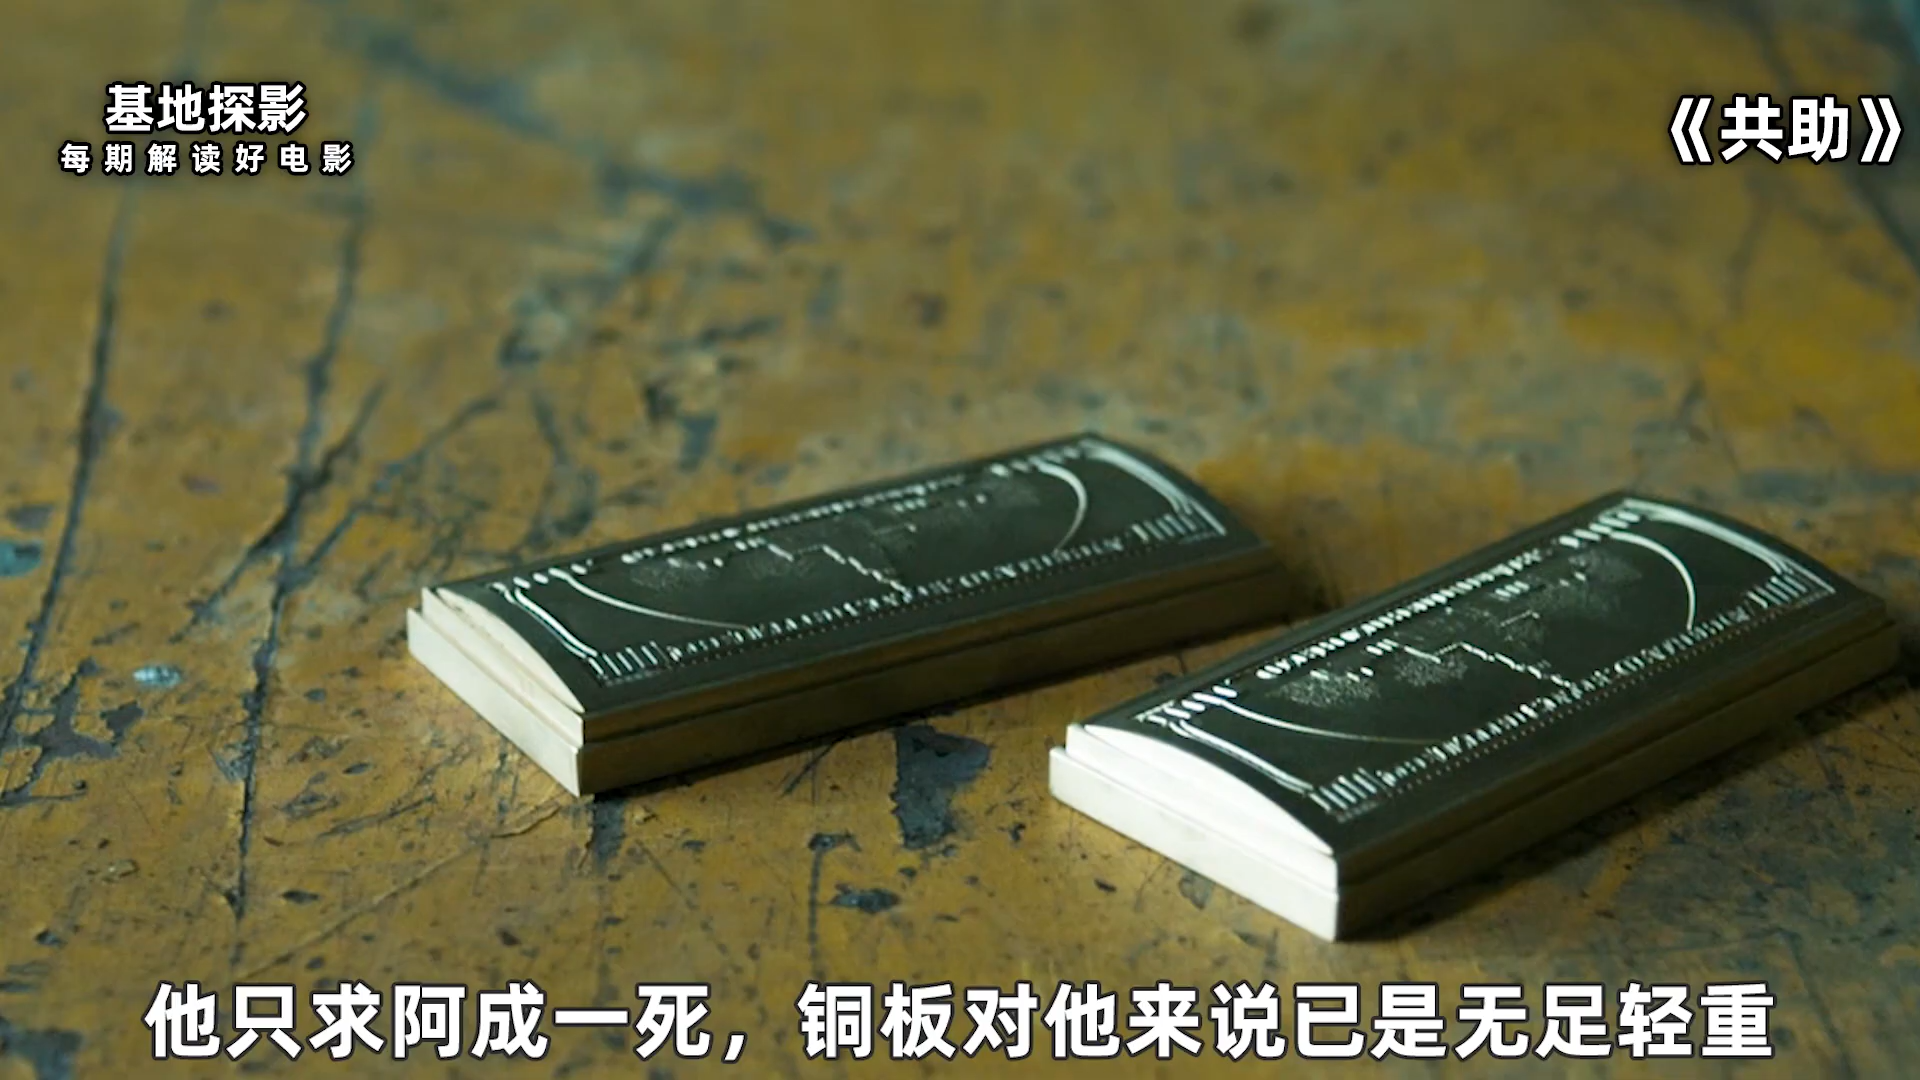 基地探影
每期解读好电影
《共助》
他只求阿成一死，铜板对他来说已是无足轻重